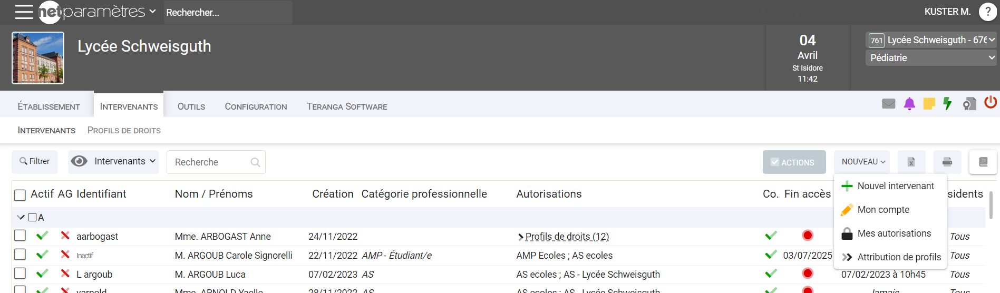 netparamètres
Rechercher...
KUSTER M.
?
Lycée Schweisguth
04
Avril
St Isidore
11:42
761 Lycée Schweisguth - 676
Pédiatrie
Établissement
Intervenants
Outils
Configuration
Teranga Software
Intervenants
Profils de droits
Filtrer
Intervenants
Recherche
ACTIONS
NOUVEAU
Nouvel intervenant
Mon compte
Mes autorisations
Attribution de profils
Actif AG Identifiant Nom / Prénoms Création Catégorie professionnelle Autorisations Co. Fin accès sidents
A
aarbogast Mme. ARBOGAST Anne 24/11/2022 Profils de droits (12) Tous
Inactif M. ARGOUB Carole Signorelli 22/11/2022 AMP - Étudiant/e AMP Ecoles ; AS ecoles 03/07/2025 Tous
L argoub M. ARGOUB Luca 07/02/2023 AS AS ecoles ; AS - Lycée Schweisguth 07/02/2023 à 10h45 Tous
yarnold Mme. ARNOLD Yaelle 28/11/2022 AS AS ecoles ; AS - Lycée Schweisguth Jamais Tous